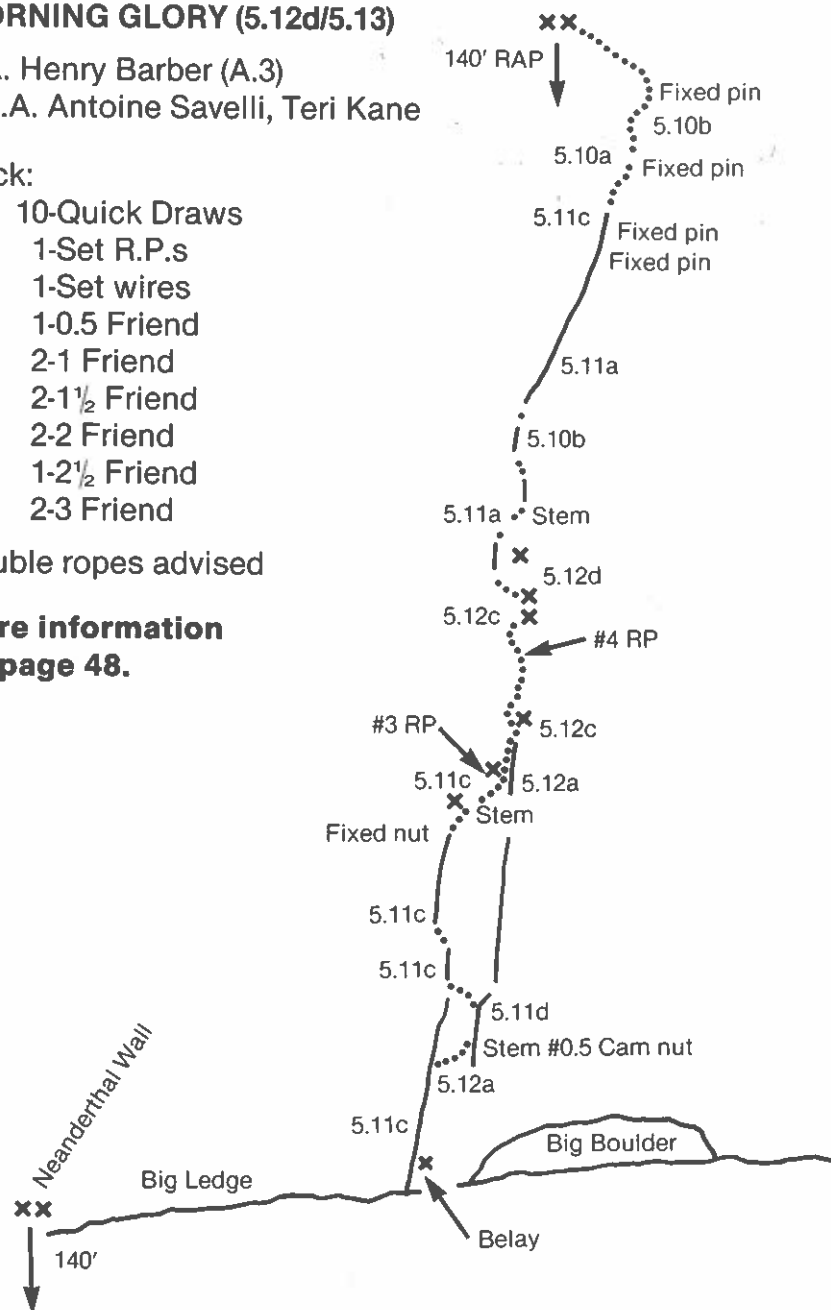 ORNING GLORY (5.12d/5.13)
. Henry Barber (A.3)
.A. Antoine Savelli, Teri Kane
ck:
10-Quick Draws
1-Set R.P.s
1-Set wires
1-0.5 Friend
2-1 Friend
2-1½ Friend
2-2 Friend
1-2½ Friend
2-3 Friend
uble ropes advised
re information
page 48.
140' RAP
Fixed pin
5.10b
5.10a
Fixed pin
5.11c
Fixed pin
Fixed pin
5.11a
5.10b
5.11a
Stem
5.12d
5.12c
#4 RP
5.12c
#3 RP
5.11c
5.12a
Stem
Fixed nut
5.11c
5.11c
5.11d
Stem #0.5 Cam nut
5.12a
5.11c
Neanderthal Wall
Big Ledge
Big Boulder
Belay
140'